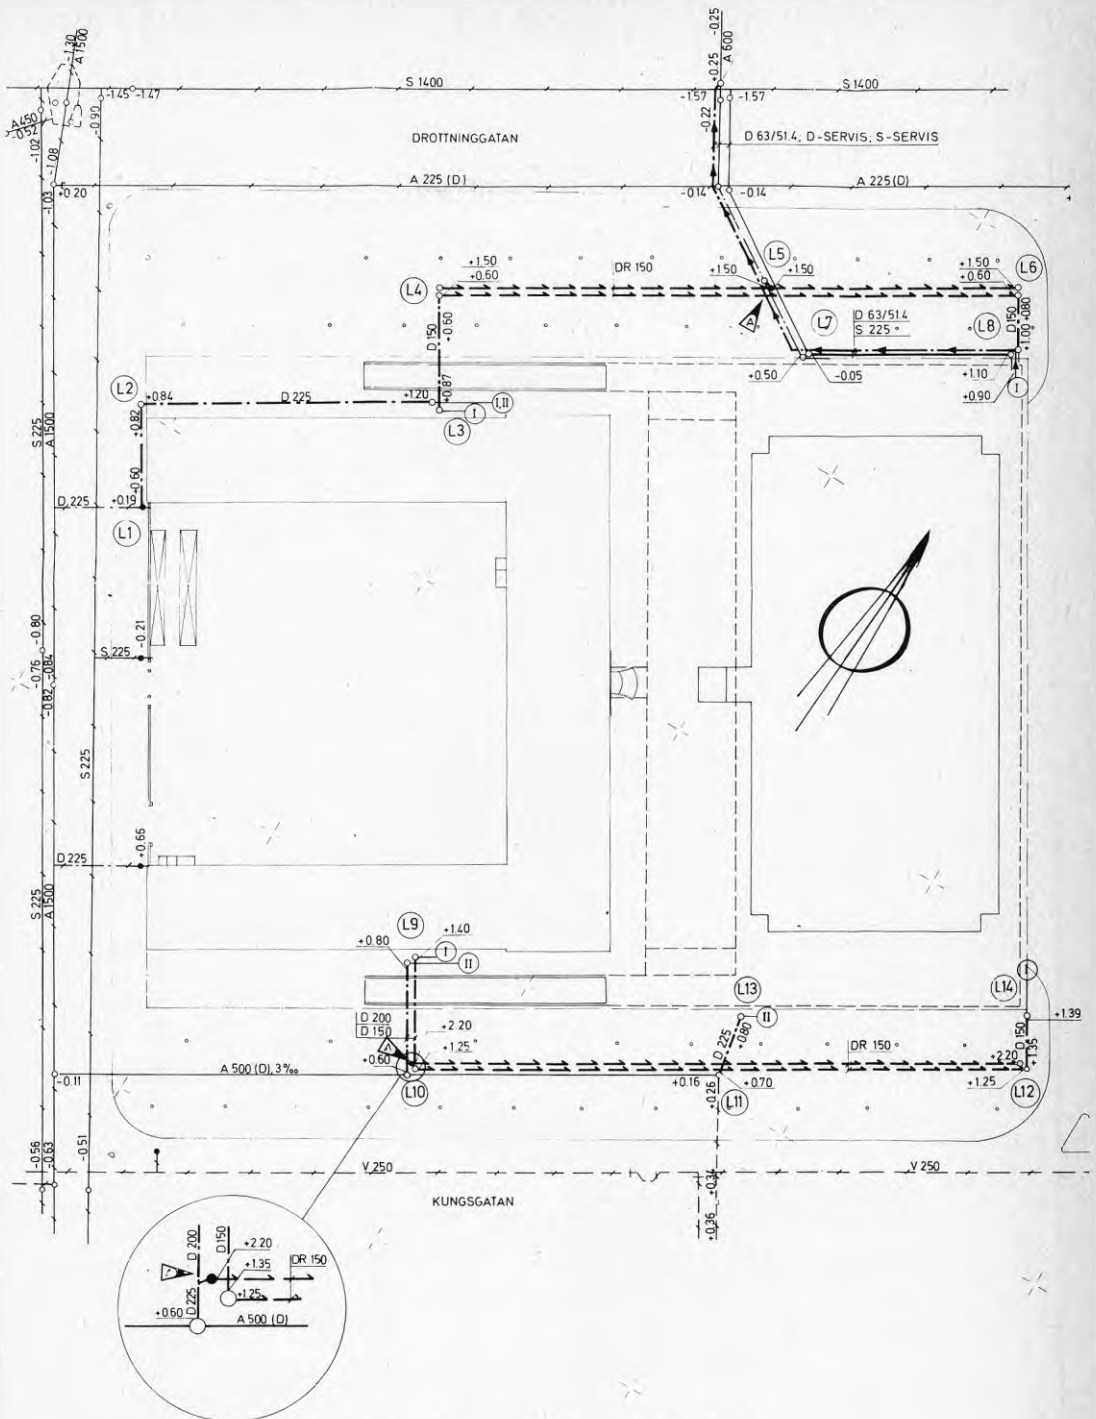 -1.30
A 1500
-0.25
+0.25
A 600
S 1400
S 1400
-1.45
-1.47
-0.90
-1.57
-1.57
-0.22
A 450
-0.52
-1.02
-1.08
DROTTNINGGATAN
D 63/51.4, D-SERVIS, S-SERVIS
-1.03
+0.20
A 225 (D)
-0.14
-0.14
A 225(D)
L5
+1.50
+0.60
DR 150
+1.50
+1.50
+1.50
+0.60
L6
L4
D 150
+0.60
+0.87
A
L7
D 63/51.4
S 225
L8
D 150
+1.00
+0.80
+0.50
-0.05
+1.10
+0.90
I
L2
+0.84
D 225
+1.20
I,II
I
L3
S 225
A 1500
+0.82
+0.60
D 225
+0.19
L1
-0.80
-0.76
-0.84
-0.82
S 225
-0.21
S 225
+0.66
D 225
S 225
A 1500
L9
+1.40
+0.80
I
II
L13
L14
I
II
+1.39
D 200
D 150
+2.20
D 225
+0.80
D 150
+1.35
+0.60
+1.25
DR 150
+2.20
-0.11
A 500 (D), 3‰
L10
+0.16
+0.26
+0.70
L11
+1.25
L12
-0.56
-0.63
-0.51
V 250
V 250
+0.34
+0.36
KUNGSGATAN
D 200
D 150
+2.20
DR 150
+1.35
D 225
+1.25
+0.60
A 500 (D)